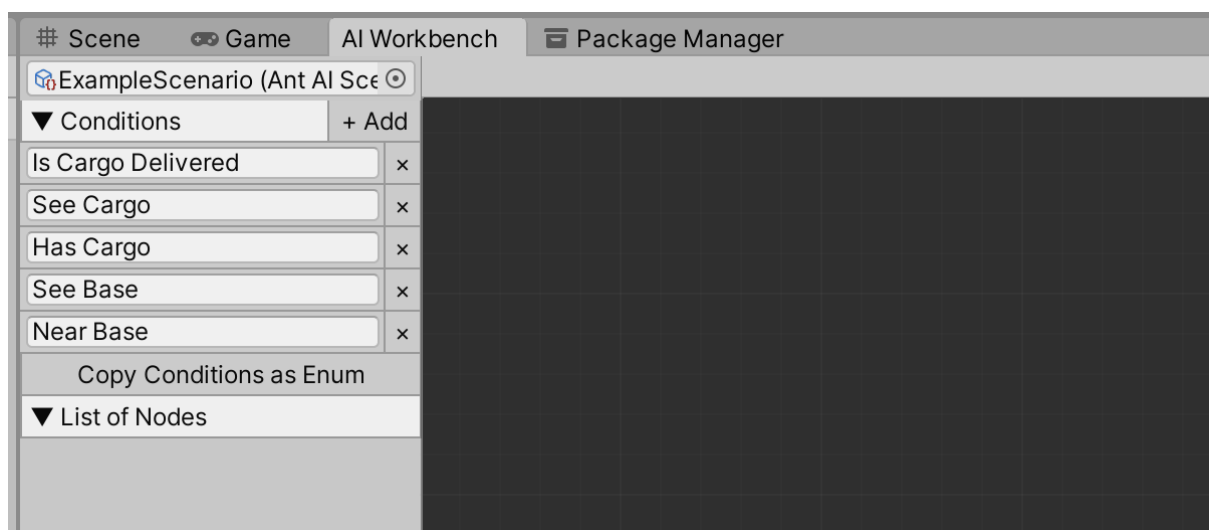 Scene Game AI Workbench Package Manager
ExampleScenario (Ant AI Sce
Conditions + Add
Is Cargo Delivered ×
See Cargo ×
Has Cargo ×
See Base ×
Near Base ×
Copy Conditions as Enum
List of Nodes